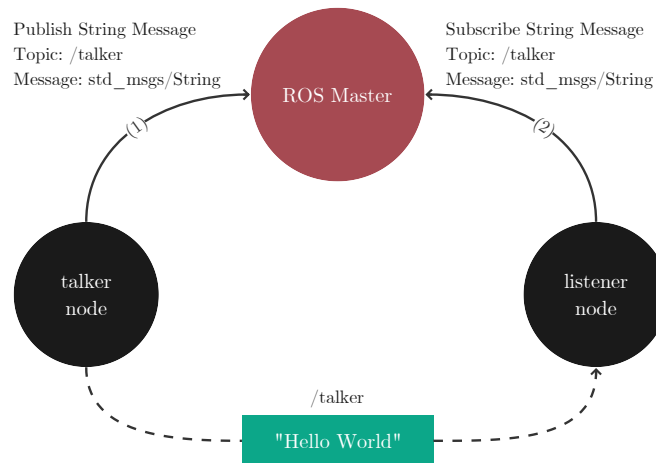 Publish String Message
Topic: /talker
Message: std_msgs/String
Subscribe String Message
Topic: /talker
Message: std_msgs/String
ROS Master
(1)
(2)
talker
node
listener
node
/talker
"Hello World"